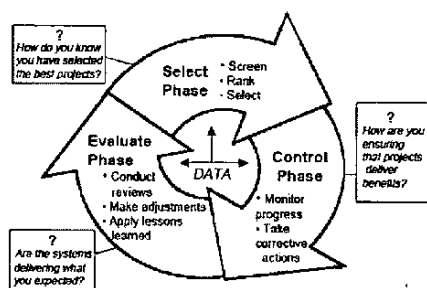 ?
How do you know
you have selected
the best projects?
Select
Phase
• Screen
• Rank
• Select
?
How are you
ensuring
that projects
deliver
benefits?
Evaluate
Phase
• Conduct
reviews
• Make adjustments
• Apply lessons
learned
DATA
Control
Phase
• Monitor
progress
• Take
corrective
actions
?
Are the systems
delivering what
you expected?